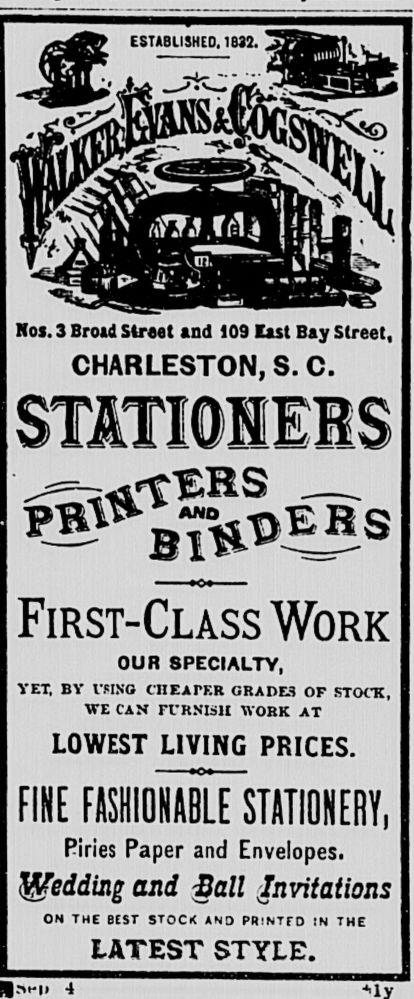 ESTABLISHED, 1832.
WALKER, EVANS & COGSWELL
Nos. 3 Broad Street and 109 East Bay Street,
CHARLESTON, S. C.
STATIONERS
PRINTERS
AND
BINDERS
FIRST-CLASS WORK
OUR SPECIALTY,
YET, BY USING CHEAPER GRADES OF STOCK,
WE CAN FURNISH WORK AT
LOWEST LIVING PRICES.
FINE FASHIONABLE STATIONERY,
Piries Paper and Envelopes.
Wedding and Ball Invitations
ON THE BEST STOCK AND PRINTED IN THE
LATEST STYLE.
Sep 4
1y